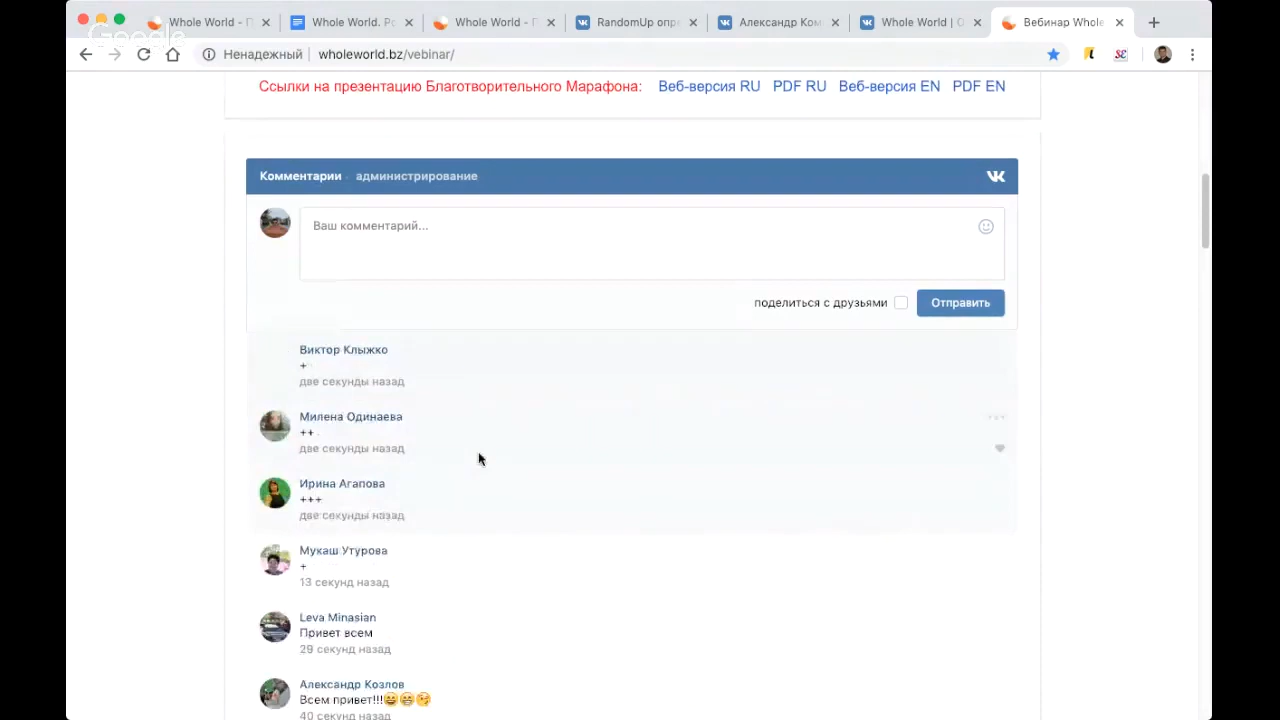 Whole World - П
Whole World. Ро
Whole World - П
RandomUp опре
Александр Ком
Whole World | О
Вебинар Whole
Google
Ненадежный | wholeworld.bz/vebinar/
Ссылки на презентацию Благотворительного Марафона: Веб-версия RU PDF RU Веб-версия EN PDF EN
Комментарии администрирование
Ваш комментарий...
поделиться с друзьями Отправить
Виктор Клыжко
+
две секунды назад
Милена Одинаева
++
две секунды назад
Ирина Агапова
+++
две секунды назад
Мукаш Утурова
+
13 секунд назад
Leva Minasian
Привет всем
29 секунд назад
Александр Козлов
Всем привет!!!😄😁🧐
40 секунд назад